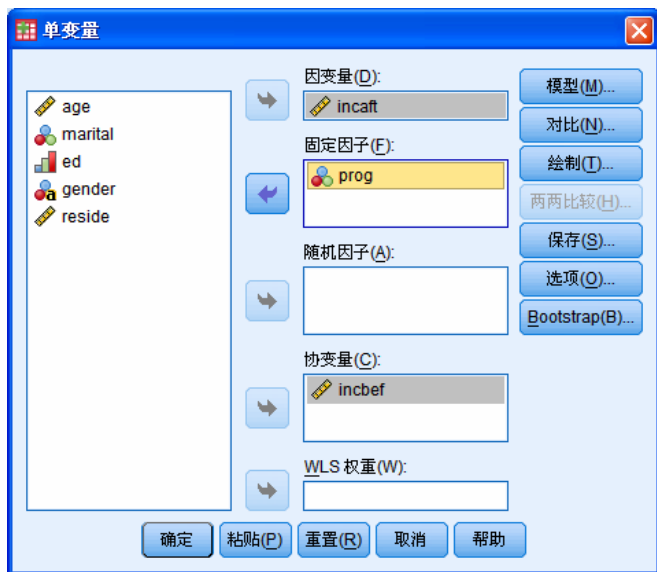 单变量
age
marital
ed
gender
reside
因变量(D):
incaft
固定因子(F):
prog
随机因子(A):
协变量(C):
incbef
WLS 权重(W):
模型(M)...
对比(N)...
绘制(T)...
两两比较(H)...
保存(S)...
选项(O)...
Bootstrap(B)...
确定
粘贴(P)
重置(R)
取消
帮助